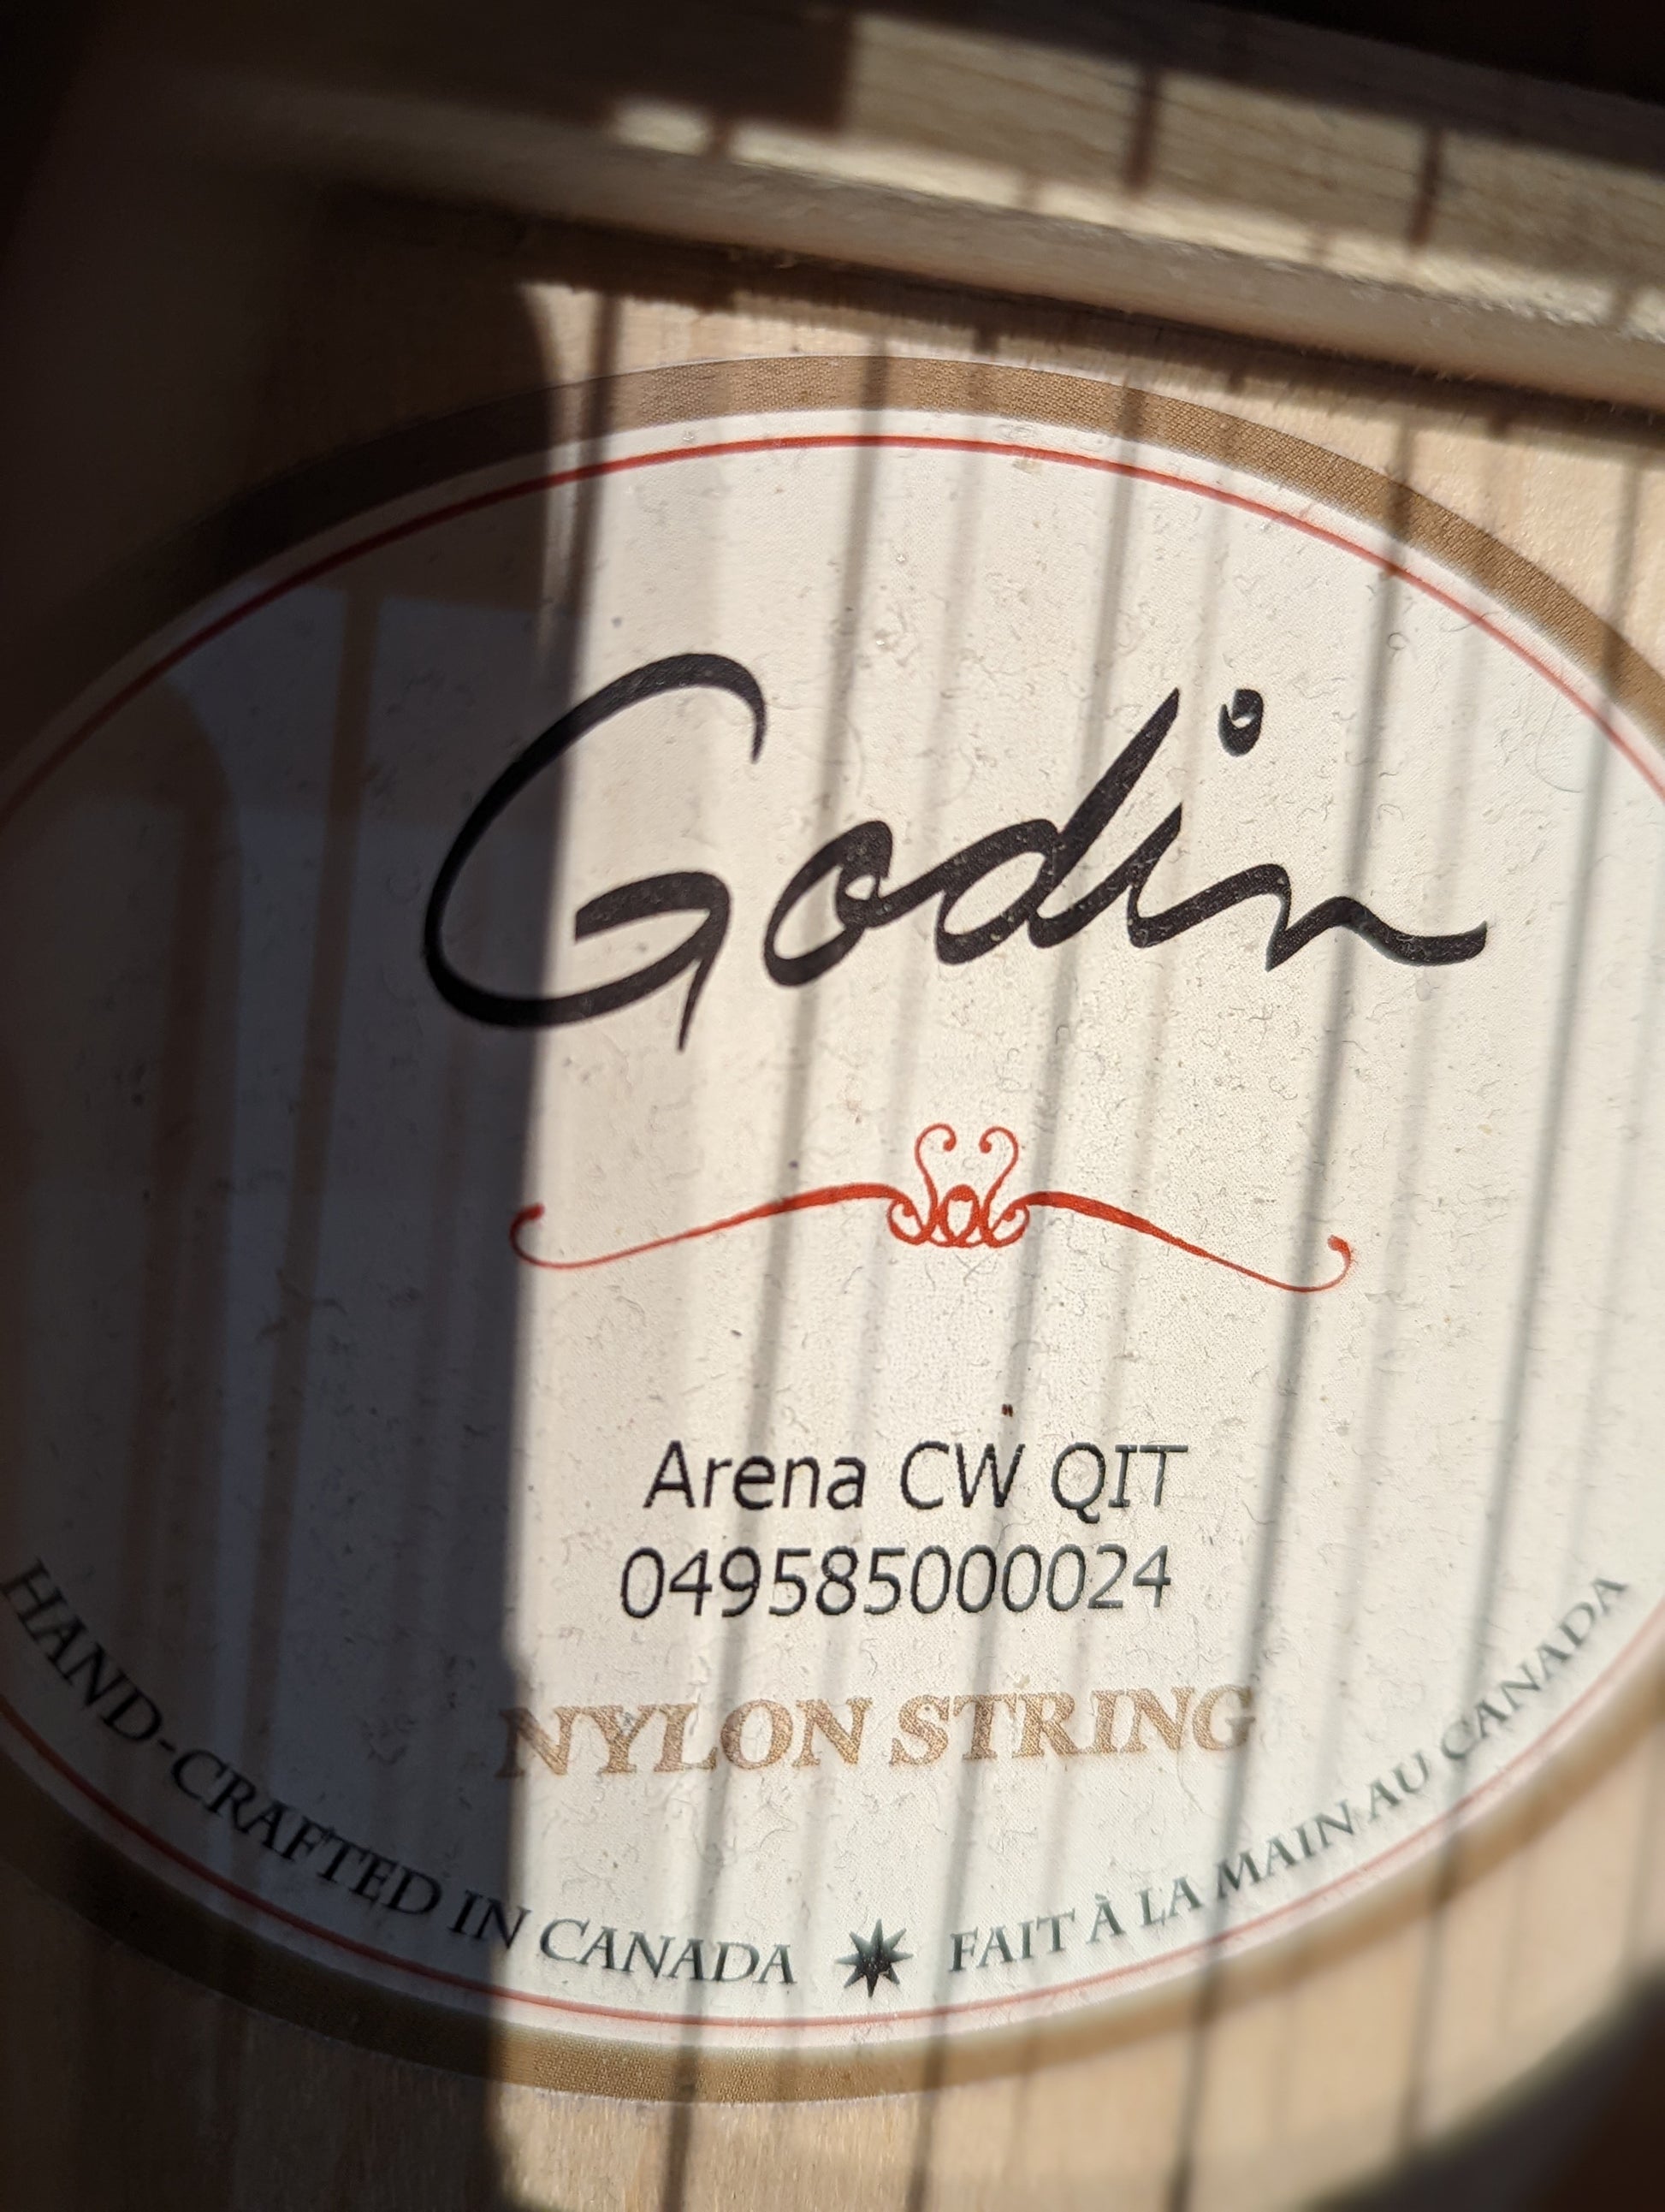 Godin
Arena CW QIT
049585000024
NYLON STRING
HAND-CRAFTED IN CANADA ✷ FAIT À LA MAIN AU CANADA